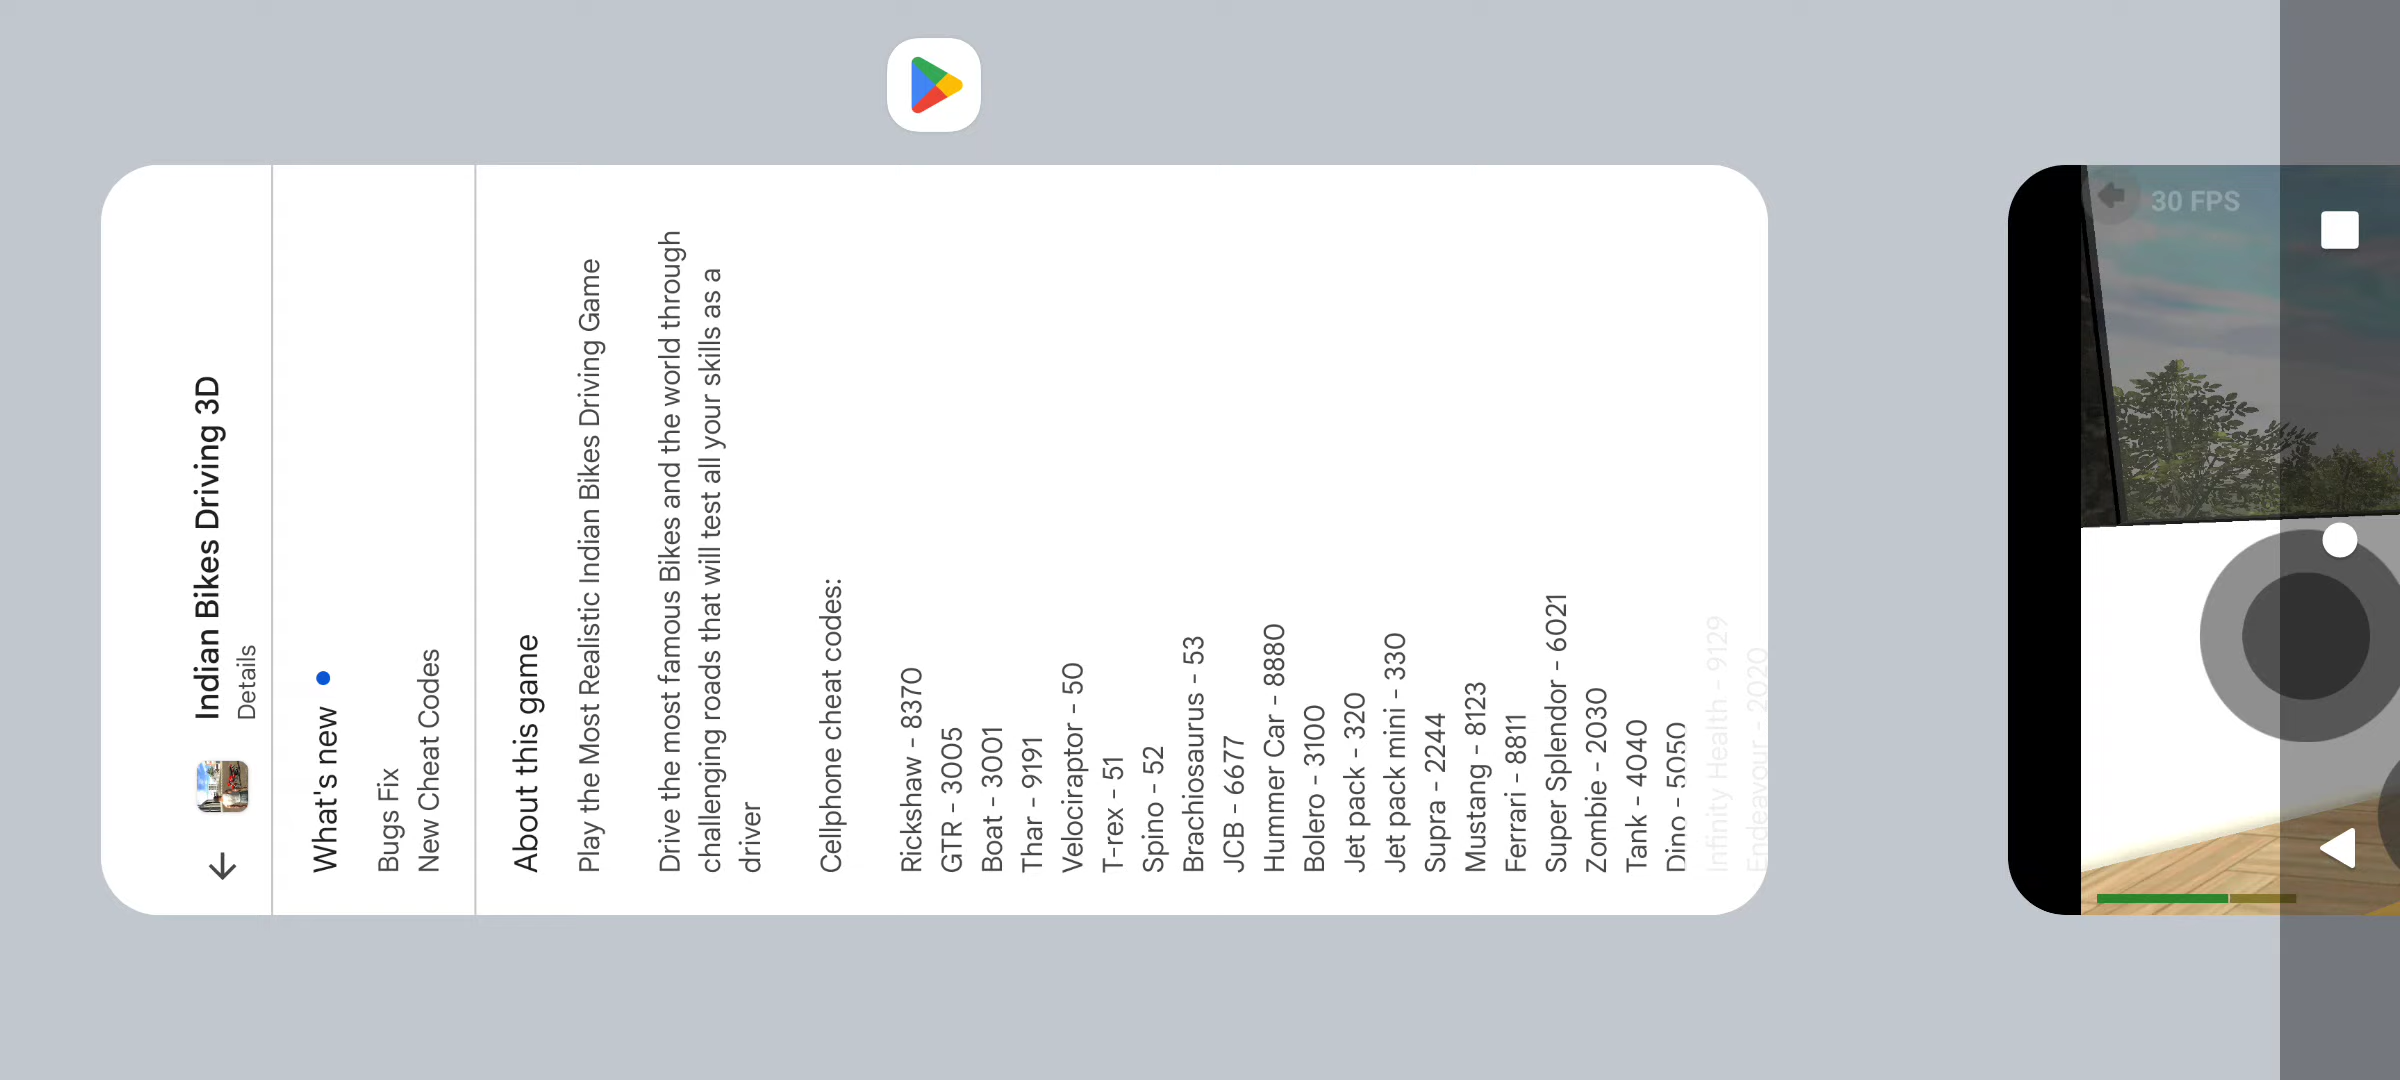 Indian Bikes Driving 3D
Details
What's new
Bugs Fix
New Cheat Codes
About this game
Play the Most Realistic Indian Bikes Driving Game
Drive the most famous Bikes and the world through
challenging roads that will test all your skills as a
driver
Cellphone cheat codes:
Rickshaw - 8370
GTR - 3005
Boat - 3001
Thar - 9191
Velociraptor - 50
T-rex - 51
Spino - 52
Brachiosaurus - 53
JCB - 6677
Hummer Car - 8880
Bolero - 3100
Jet pack - 320
Jet pack mini - 330
Supra - 2244
Mustang - 8123
Ferrari - 8811
Super Splendor - 6021
Zombie - 2030
Tank - 4040
Dino - 5050
Infinity Health - 9129
Endeavour - 2020
30 FPS